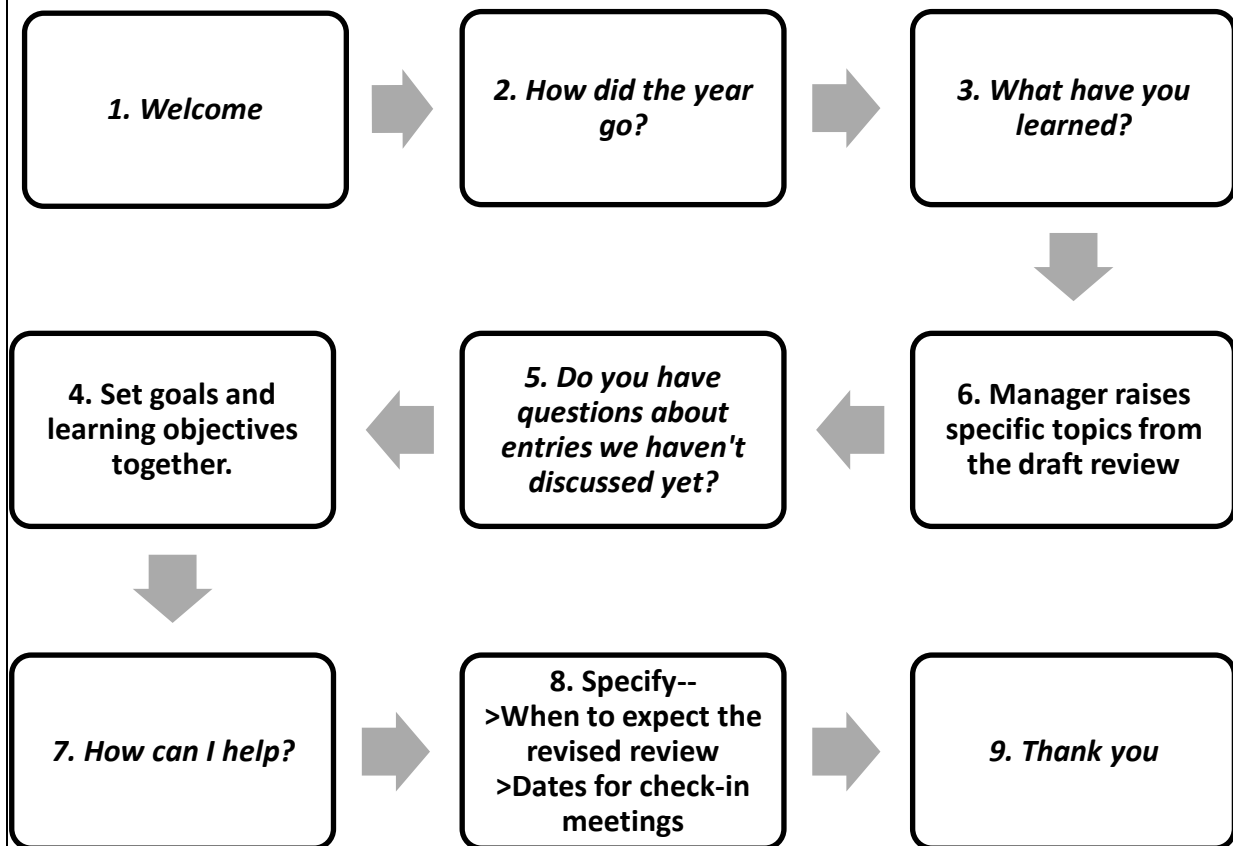 1. Welcome
2. How did the year
go?
3. What have you
learned?
6. Manager raises
specific topics from
the draft review
5. Do you have
questions about
entries we haven't
discussed yet?
4. Set goals and
learning objectives
together.
7. How can I help?
8. Specify--
>When to expect the
revised review
>Dates for check-in
meetings
9. Thank you